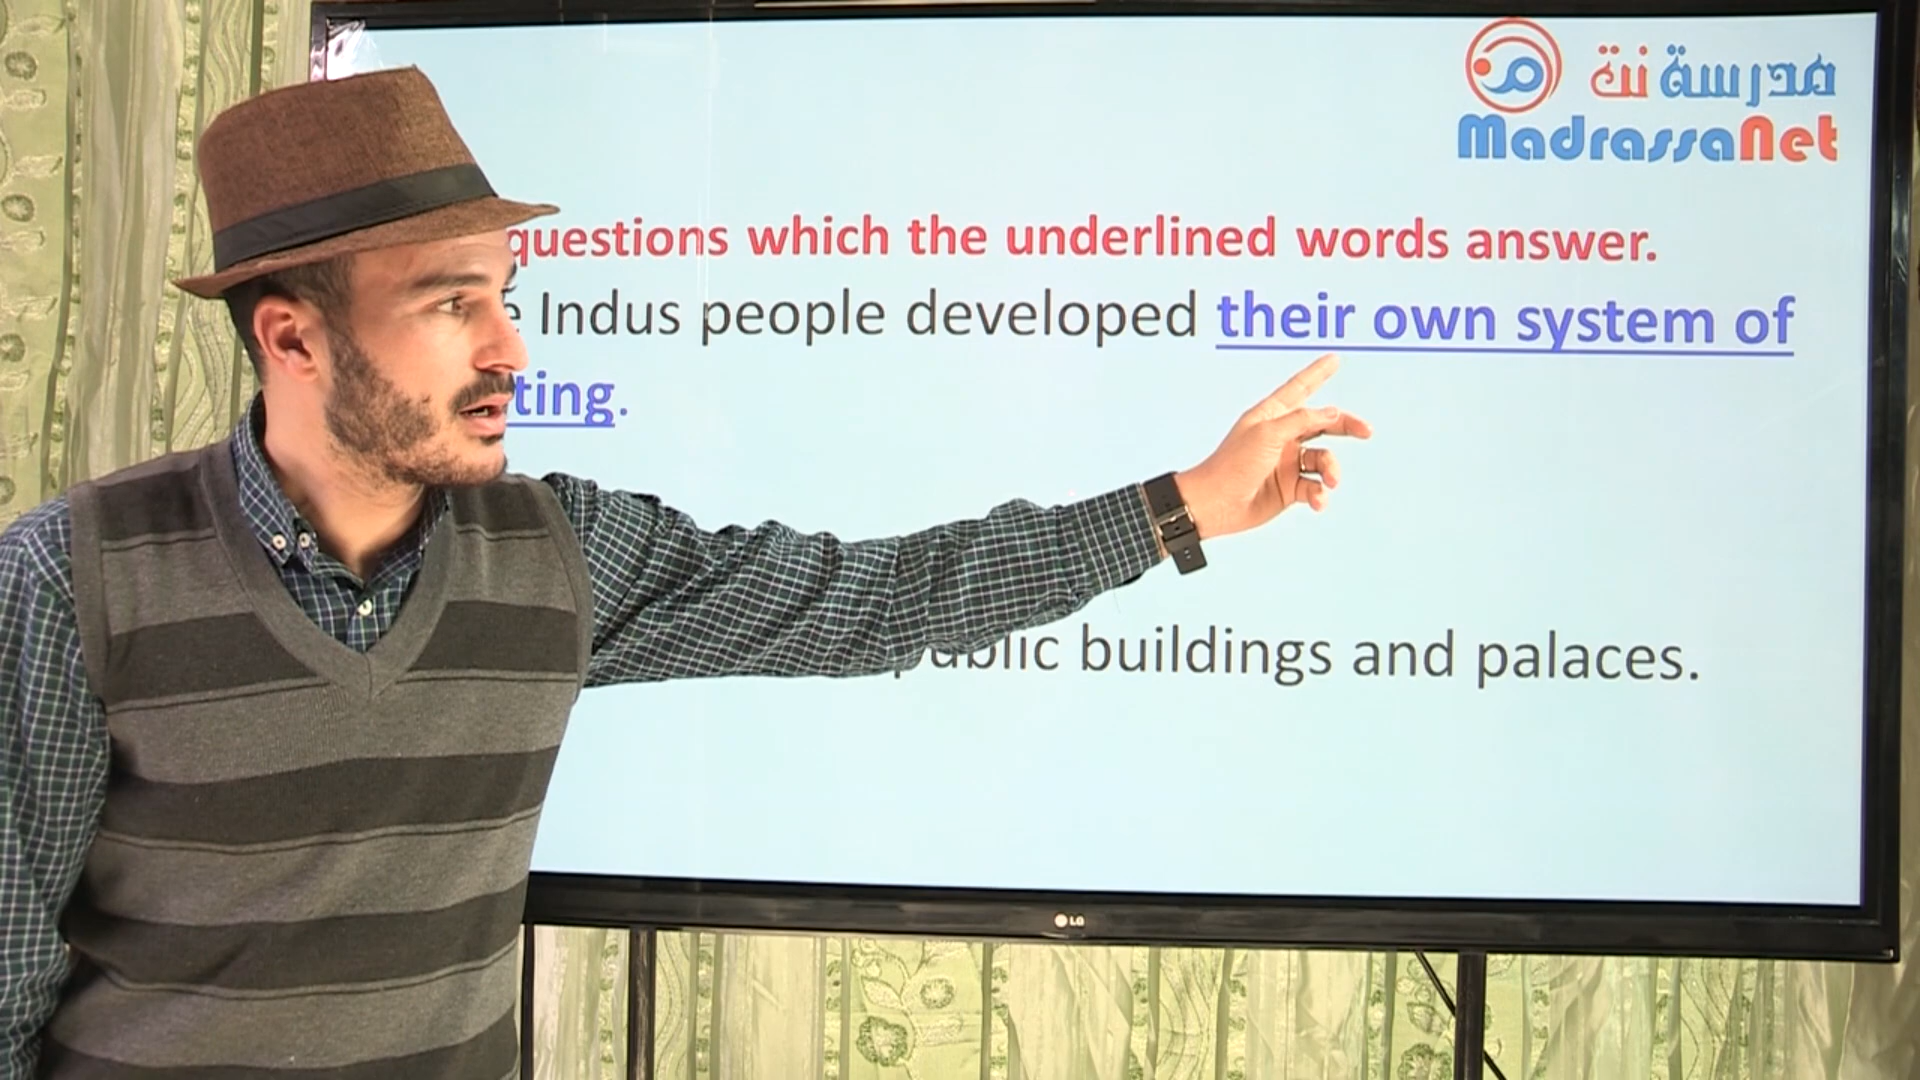 مدرسة نت
MadrassaNet
questions which the underlined words answer.
Indus people developed their own system of
ting.
public buildings and palaces.
LG